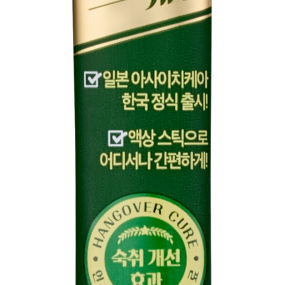 일본 아사이치케아
한국 정식 출시!
액상 스틱으로
어디서나 간편하게!
HANGOVER CURE
숙취 개선
효과